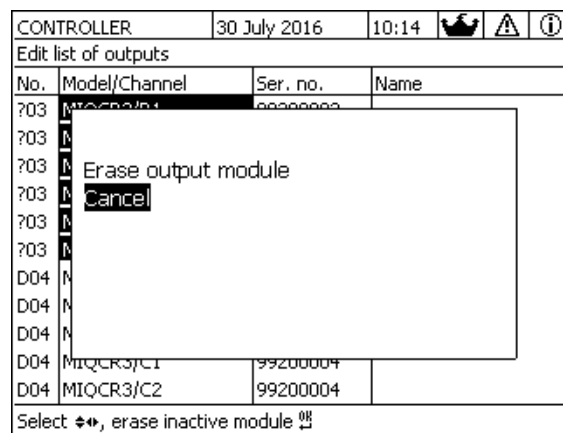 CONTROLLER 30 July 2016 10:14
Edit list of outputs
No. Model/Channel Ser. no. Name
?03
?03
?03 Erase output module
?03 Cancel
?03
?03
D04
D04
D04
D04 MIQCR3/C1 99200004
D04 MIQCR3/C2 99200004
Select, erase inactive module OK